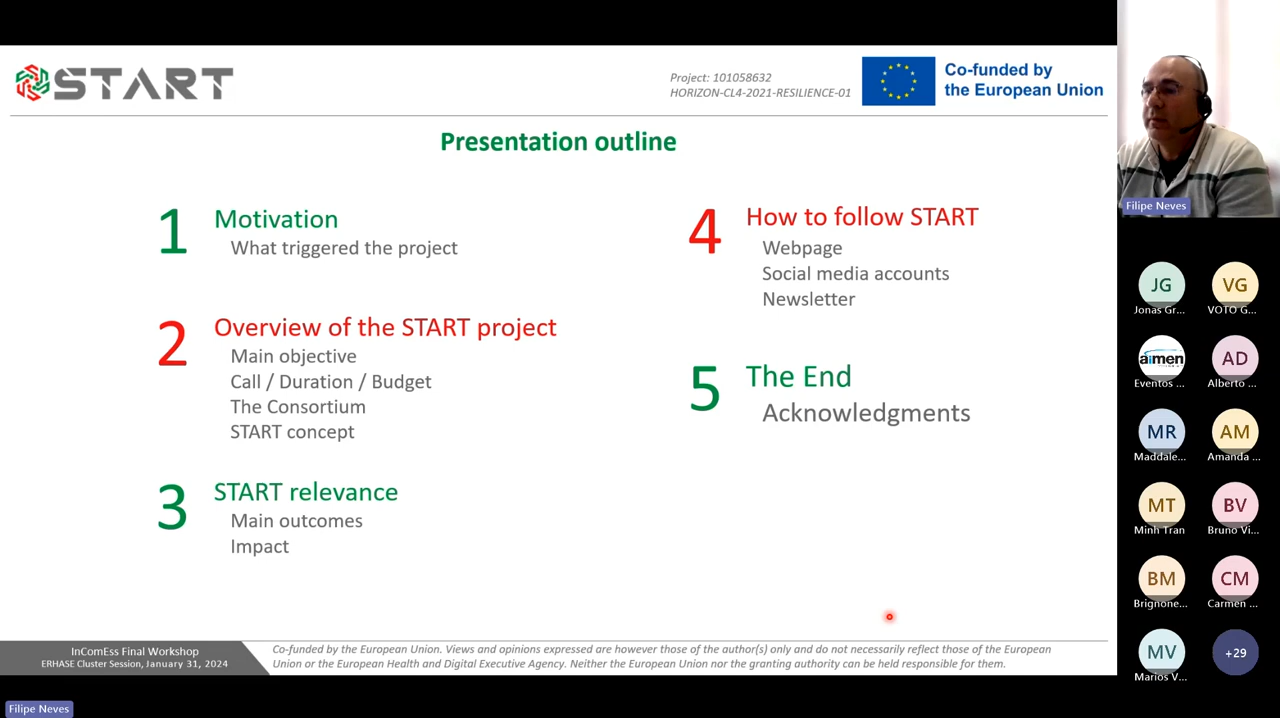 START
Project: 101058632
HORIZON-CL4-2021-RESILIENCE-01
Co-funded by
the European Union
Presentation outline
1
Motivation
What triggered the project
2
Overview of the START project
Main objective
Call / Duration / Budget
The Consortium
START concept
3
START relevance
Main outcomes
Impact
4
How to follow START
Webpage
Social media accounts
Newsletter
5
The End
Acknowledgments
InComEss Final Workshop
ERHASE Cluster Session, January 31, 2024
Co-funded by the European Union. Views and opinions expressed are however those of the author(s) only and do not necessarily reflect those of the European
Union or the European Health and Digital Executive Agency. Neither the European Union nor the granting authority can be held responsible for them.
Filipe Neves
JG
Jonas Gr...
VG
VOTO G...
aimen
Eventos ...
AD
Alberto ...
MR
Maddale...
AM
Amanda ...
MT
Minh Tran
BV
Bruno Vi...
BM
Brignone...
CM
Carmen ...
MV
Marios V...
+29
Filipe Neves